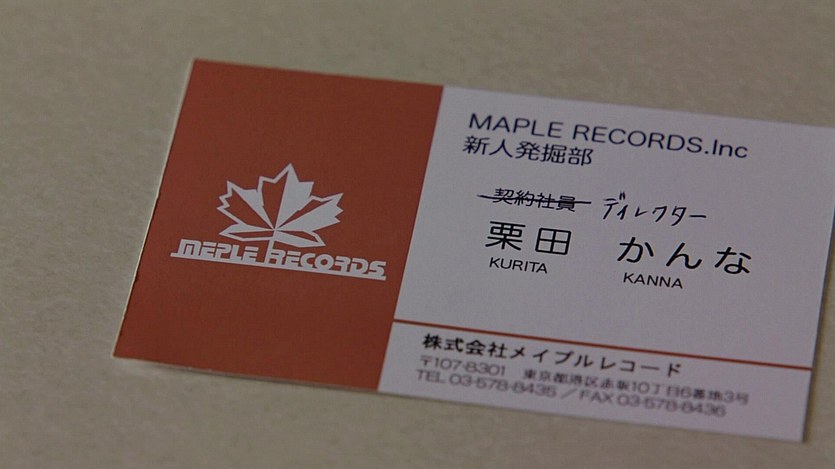 MEPLE RECORDS
MAPLE RECORDS.Inc
新人発掘部
契約社員 ディレクター
栗田 かんな
KURITA KANNA
株式会社メイプルレコード
〒107-8301 東京都港区赤坂10丁目6番地3号
TEL 03-578-8435 / FAX 03-578-8436